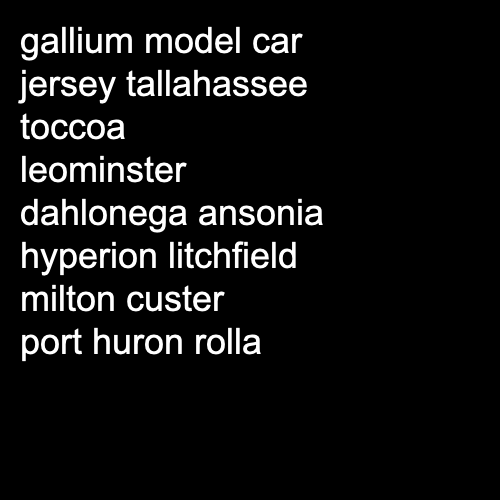 gallium model car
jersey tallahassee
toccoa
leominster
dahlonega ansonia
hyperion litchfield
milton custer
port huron rolla